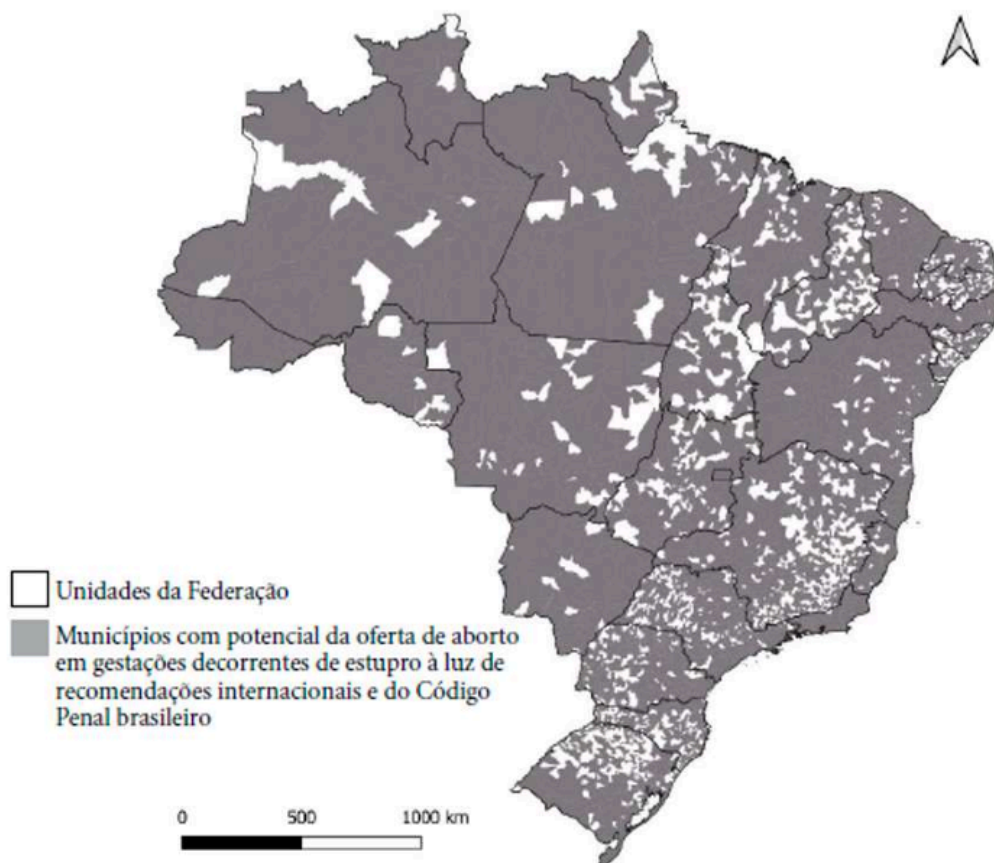 Unidades da Federação
Municípios com potencial da oferta de aborto
em gestações decorrentes de estupro à luz de
recomendações internacionais e do Código
Penal brasileiro
0 500 1000 km